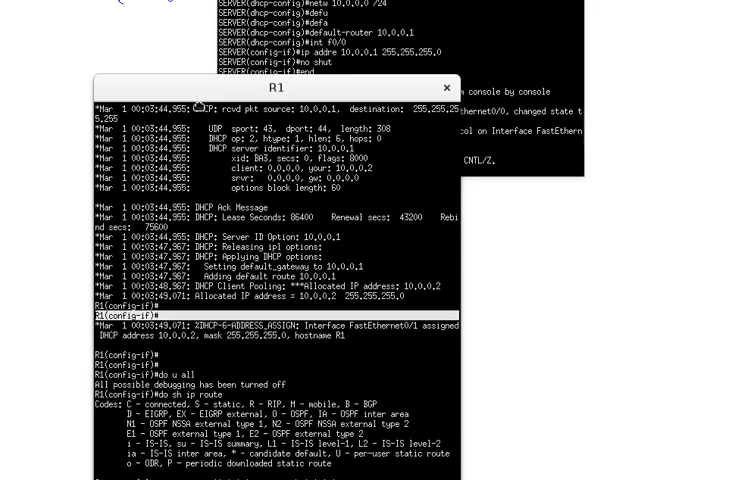 SERVER(dhcp-config)#netw 10.0.0.0 /24
SERVER(dhcp-config)#defu
SERVER(dhcp-config)#defa
SERVER(dhcp-config)#default-router 10.0.0.1
SERVER(dhcp-config)#int f0/0
SERVER(config-if)#ip addre 10.0.0.1 255.255.255.0
SERVER(config-if)#no shut
SERVER(config-if)#end
console by console
ethernet0/0, changed state t
col on Interface FastEthern
CNTL/Z.
R1
*Mar 1 00:03:44.955: DHCP: rcvd pkt source: 10.0.0.1, destination: 255.255.25
5.255
*Mar 1 00:03:44.955: UDP sport: 43, dport: 44, length: 308
*Mar 1 00:03:44.955: DHCP op: 2, htype: 1, hlen: 6, hops: 0
*Mar 1 00:03:44.955: DHCP server identifier: 10.0.0.1
*Mar 1 00:03:44.955: xid: BA3, secs: 0, flags: 8000
*Mar 1 00:03:44.955: client: 0.0.0.0, your: 10.0.0.2
*Mar 1 00:03:44.955: srvr: 0.0.0.0, gw: 0.0.0.0
*Mar 1 00:03:44.955: options block length: 60
*Mar 1 00:03:44.955: DHCP Ack Message
*Mar 1 00:03:44.955: DHCP: Lease Seconds: 86400 Renewal secs: 43200 Rebi
nd secs: 75600
*Mar 1 00:03:44.955: DHCP: Server ID Option: 10.0.0.1
*Mar 1 00:03:47.967: DHCP: Releasing ipl options:
*Mar 1 00:03:47.967: DHCP: Applying DHCP options:
*Mar 1 00:03:47.967: Setting default_gateway to 10.0.0.1
*Mar 1 00:03:47.967: Adding default route 10.0.0.1
*Mar 1 00:03:48.967: DHCP Client Pooling: ***Allocated IP address: 10.0.0.2
*Mar 1 00:03:49.071: Allocated IP address = 10.0.0.2 255.255.255.0
R1(config-if)#
R1(config-if)#
*Mar 1 00:03:49.071: %DHCP-6-ADDRESS_ASSIGN: Interface FastEthernet0/1 assigned
DHCP address 10.0.0.2, mask 255.255.255.0, hostname R1
R1(config-if)#
R1(config-if)#
R1(config-if)#do u all
All possible debugging has been turned off
R1(config-if)#do sh ip route
Codes: C - connected, S - static, R - RIP, M - mobile, B - BGP
D - EIGRP, EX - EIGRP external, O - OSPF, IA - OSPF inter area
N1 - OSPF NSSA external type 1, N2 - OSPF NSSA external type 2
E1 - OSPF external type 1, E2 - OSPF external type 2
i - IS-IS, su - IS-IS summary, L1 - IS-IS level-1, L2 - IS-IS level-2
ia - IS-IS inter area, * - candidate default, U - per-user static route
o - ODR, P - periodic downloaded static route